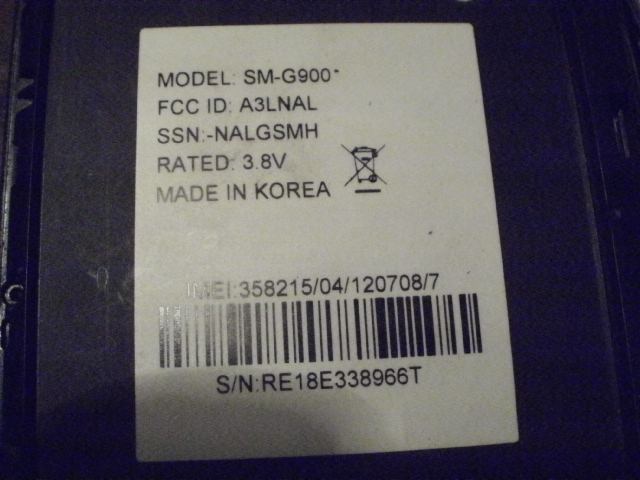 MODEL: SM-G900*
FCC ID: A3LNAL
SSN:-NALGSMH
RATED: 3.8V
MADE IN KOREA
IMEI:358215/04/120708/7
S/N:RE18E338966T